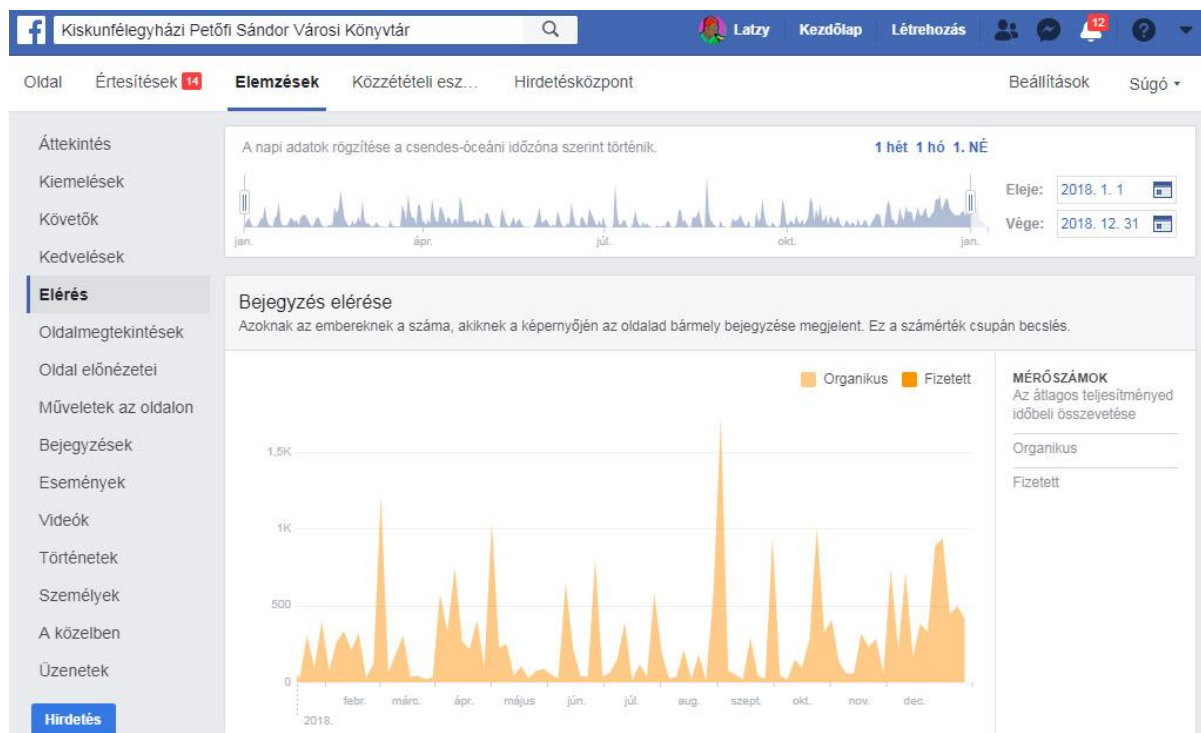 Kiskunfélegyházi Petőfi Sándor Városi Könyvtár
Latzy Kezdőlap Létrehozás 12
Oldal Értesítések 14 Elemzések Közzétételi esz... Hirdetésközpont Beállítások Súgó
Áttekintés
Kiemelések
Követők
Kedvelések
Elérés
Oldalmegtekintések
Oldal előnézetei
Műveletek az oldalon
Bejegyzések
Események
Videók
Történetek
Személyek
A közelben
Üzenetek
Hirdetés
A napi adatok rögzítése a csendes-óceáni időzóna szerint történik. 1 hét 1 hó 1. NÉ
jan. ápr. júl. okt. jan.
Eleje: 2018. 1. 1
Vége: 2018. 12. 31
Bejegyzés elérése
Azoknak az embereknek a száma, akiknek a képernyőjén az oldalad bármely bejegyzése megjelent. Ez a számérték csupán becslés.
Organikus Fizetett
1,5K
1K
500
0
febr. márc. ápr. május jún. júl. aug. szept. okt. nov. dec.
2018.
MÉRŐSZÁMOK
Az átlagos teljesítményed
időbeli összevetése
Organikus
Fizetett